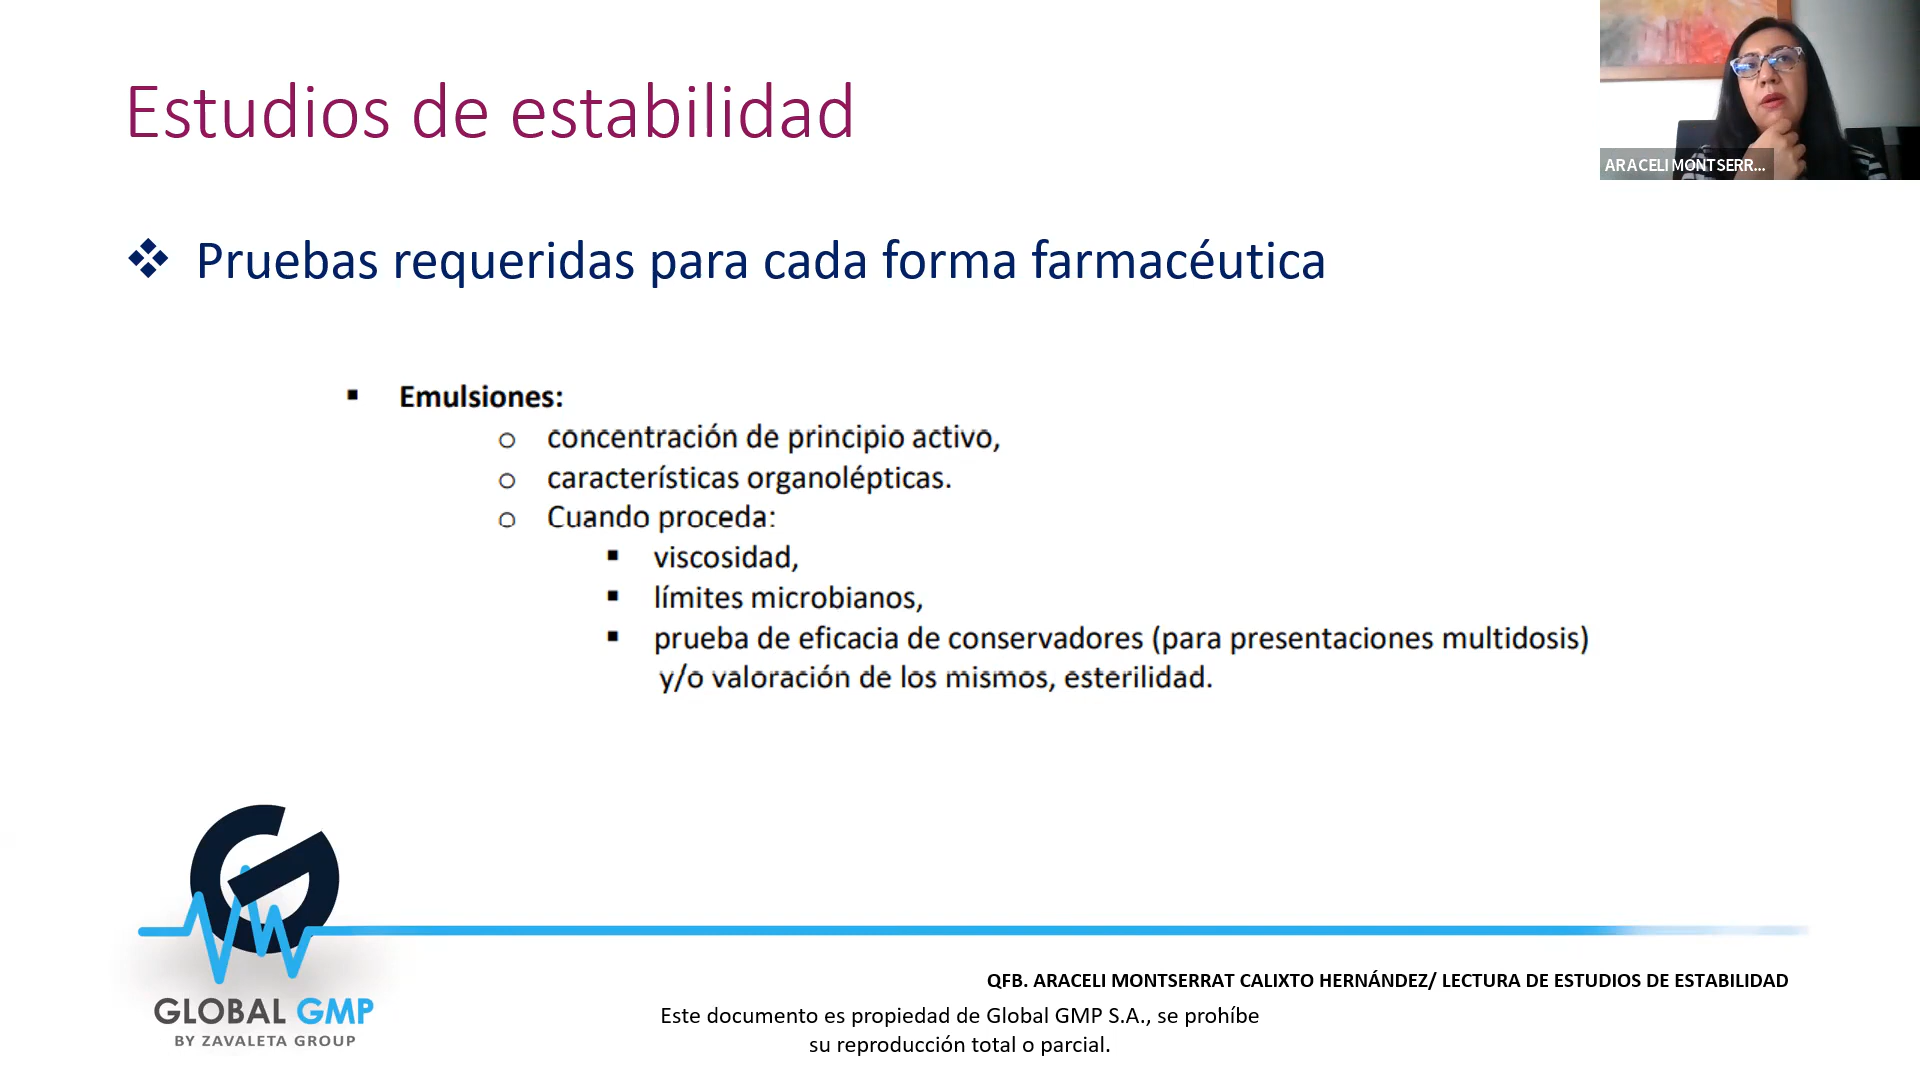 Estudios de estabilidad
ARACELI MONTSERR...
❖ Pruebas requeridas para cada forma farmacéutica
▪ Emulsiones:
o concentración de principio activo,
o características organolépticas.
o Cuando proceda:
▪ viscosidad,
▪ límites microbianos,
▪ prueba de eficacia de conservadores (para presentaciones multidosis)
y/o valoración de los mismos, esterilidad.
GLOBAL GMP
BY ZAVALETA GROUP
QFB. ARACELI MONTSERRAT CALIXTO HERNÁNDEZ/ LECTURA DE ESTUDIOS DE ESTABILIDAD
Este documento es propiedad de Global GMP S.A., se prohíbe
su reproducción total o parcial.